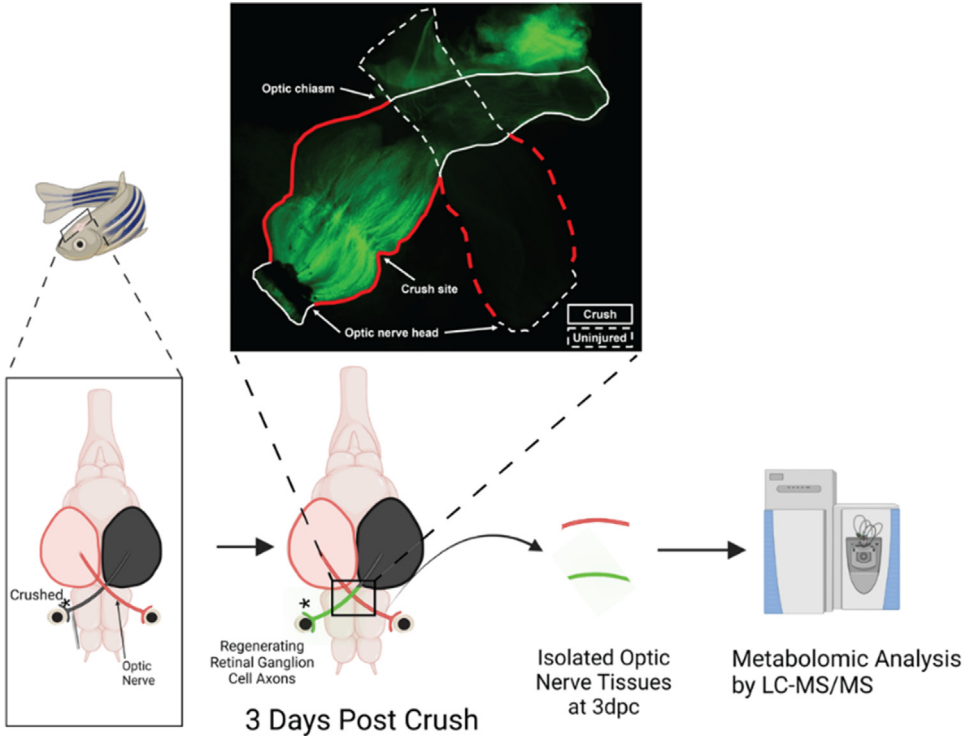 Optic chiasm
Crush site
Optic nerve head
Crush
Uninjured
Crushed
*
Optic
Nerve
*
Regenerating
Retinal Ganglion
Cell Axons
3 Days Post Crush
Isolated Optic
Nerve Tissues
at 3dpc
Metabolomic Analysis
by LC-MS/MS